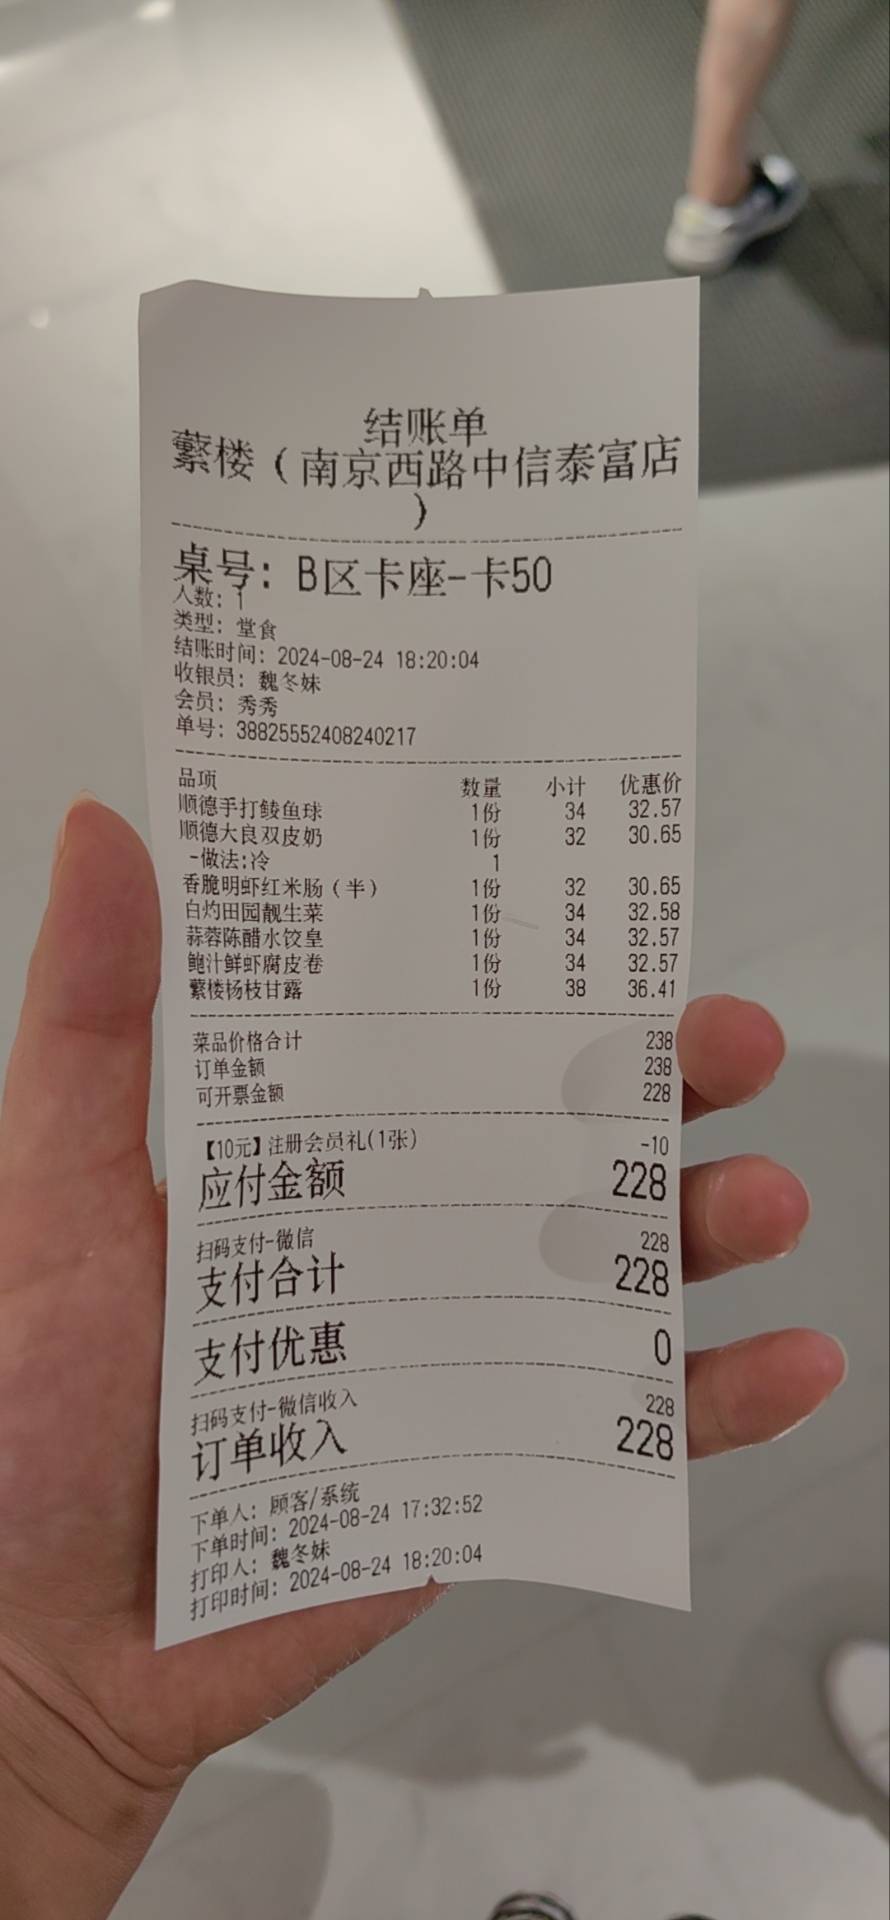 结账单
蘩楼（南京西路中信泰富店
）
桌号: B区卡座-卡50
人数: 1
类型: 堂食
结账时间: 2024-08-24 18:20:04
收银员: 魏冬妹
会员: 秀秀
单号: 38825552408240217
品项 数量 小计 优惠价
顺德手打鲮鱼球 1份 34 32.57
顺德大良双皮奶 1份 32 30.65
-做法:冷 1
香脆明虾红米肠（半） 1份 32 30.65
白灼田园靓生菜 1份 34 32.58
蒜蓉陈醋水饺皇 1份 34 32.57
鲍汁鲜虾腐皮卷 1份 34 32.57
蘩楼杨枝甘露 1份 38 36.41
菜品价格合计 238
订单金额 238
可开票金额 228
【10元】注册会员礼(1张) -10
应付金额 228
扫码支付-微信 228
支付合计 228
支付优惠 0
扫码支付-微信收入 228
订单收入 228
下单人: 顾客/系统
下单时间: 2024-08-24 17:32:52
打印人: 魏冬妹
打印时间: 2024-08-24 18:20:04